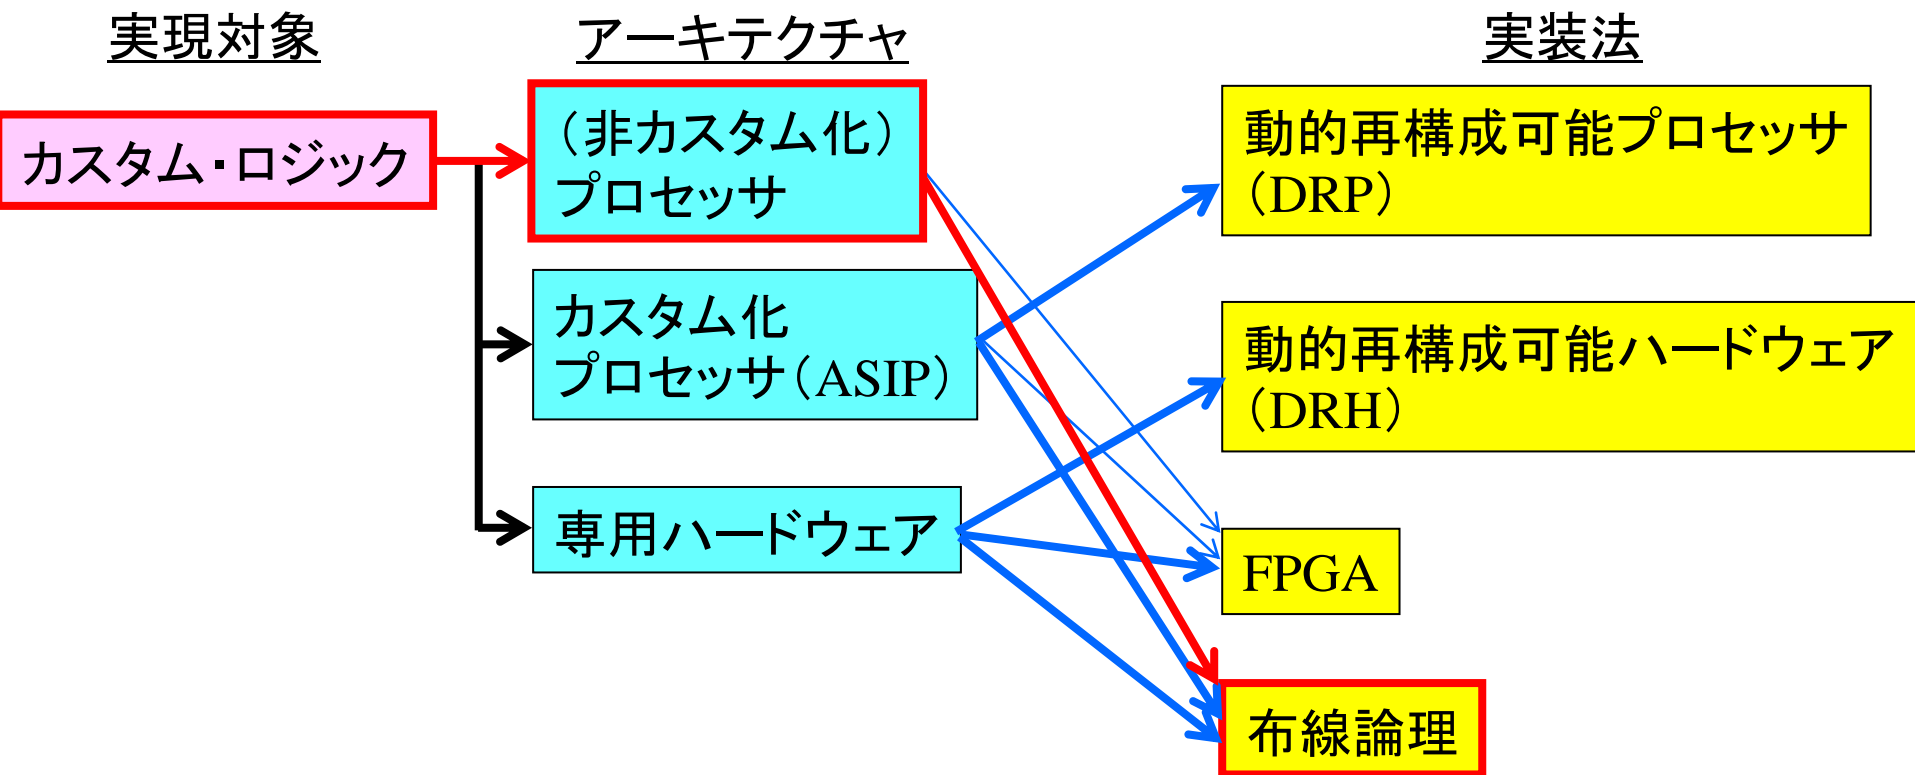 実現対象
アーキテクチャ
実装法
カスタム・ロジック
（非カスタム化）
プロセッサ
カスタム化
プロセッサ（ASIP）
専用ハードウェア
動的再構成可能プロセッサ
（DRP）
動的再構成可能ハードウェア
（DRH）
FPGA
布線論理